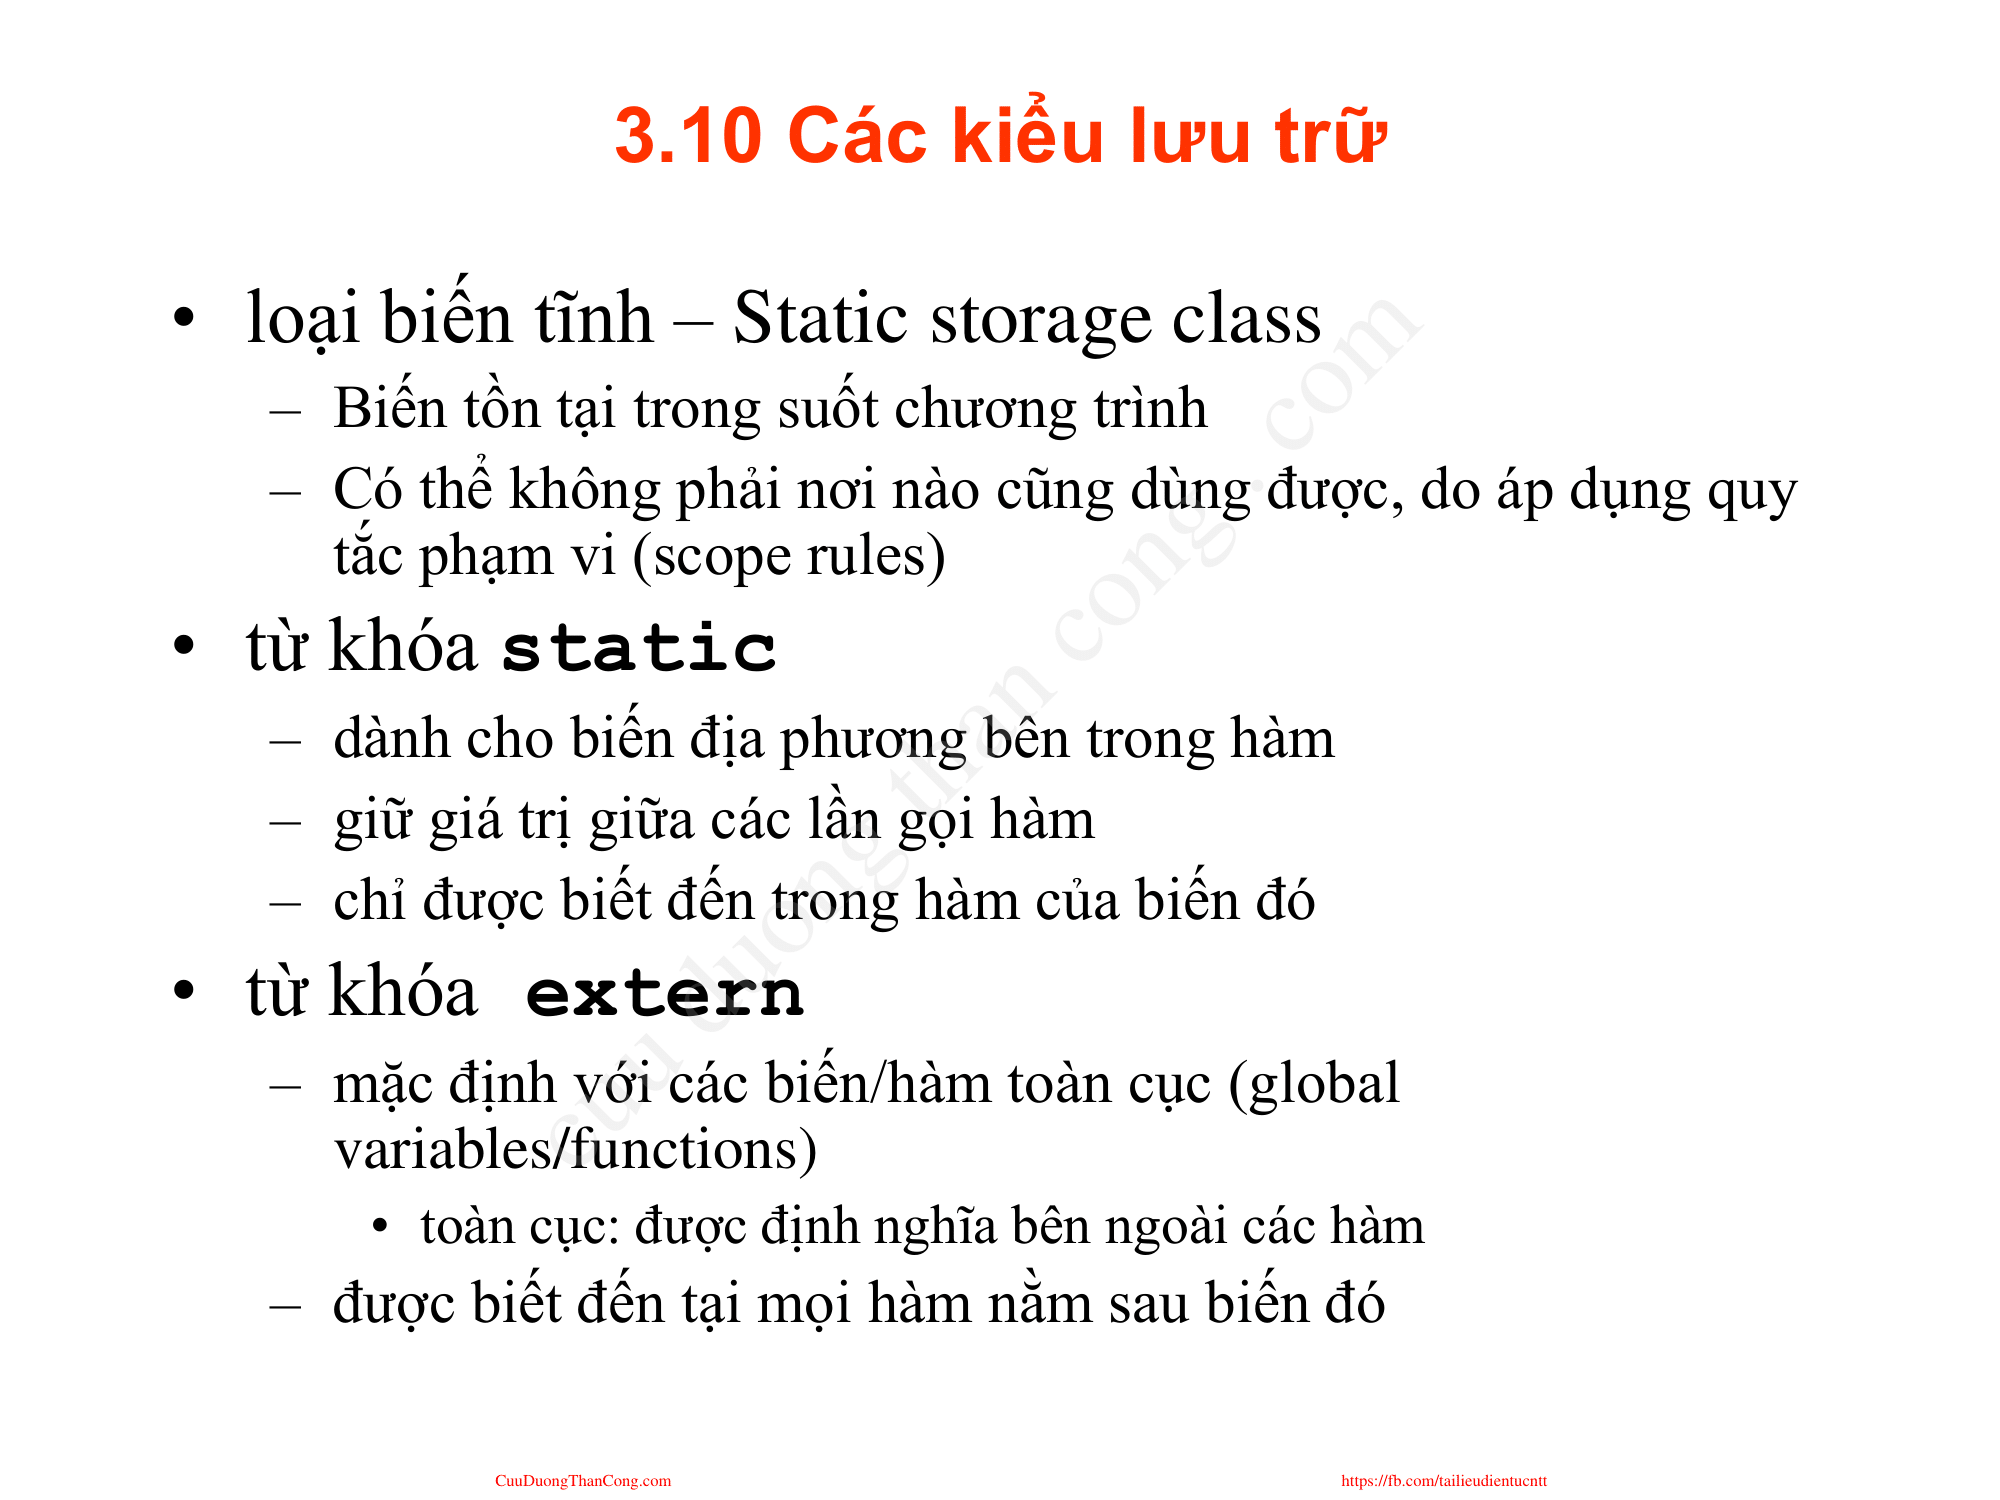 3.10 Các kiểu lưu trữ
• loại biến tĩnh – Static storage class
– Biến tồn tại trong suốt chương trình
– Có thể không phải nơi nào cũng dùng được, do áp dụng quy
tắc phạm vi (scope rules)
• từ khóa static
– dành cho biến địa phương bên trong hàm
– giữ giá trị giữa các lần gọi hàm
– chỉ được biết đến trong hàm của biến đó
• từ khóa extern
– mặc định với các biến/hàm toàn cục (global
variables/functions)
• toàn cục: được định nghĩa bên ngoài các hàm
– được biết đến tại mọi hàm nằm sau biến đó
cuu duong than cong . com
CuuDuongThanCong.com
https://fb.com/tailieudientucntt